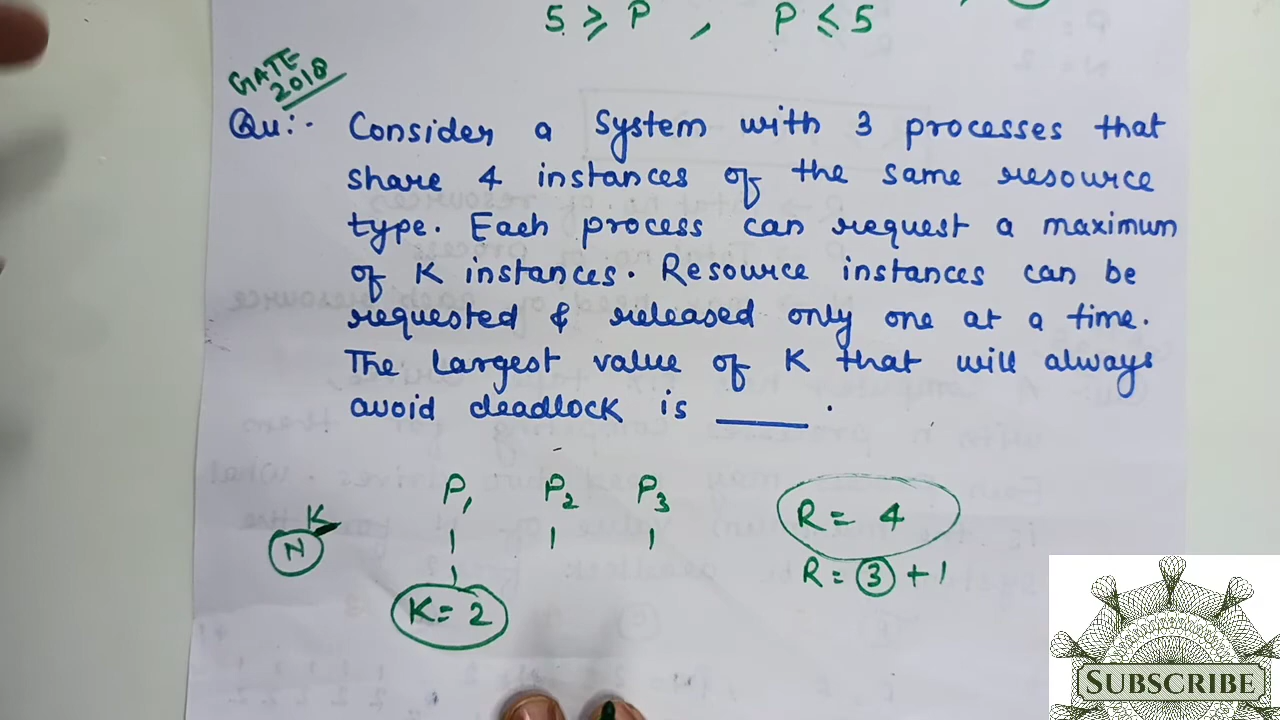 5 ⩾ P , P ≤ 5
GATE
2018
Qu:- Consider a System with 3 processes that
share 4 instances of the same resource
type. Each process can request a maximum
of K instances. Resource instances can be
requested & released only one at a time.
The largest value of K that will always
avoid deadlock is ______ .
P1 P2 P3
K
N
1 1 1
1
K= 2
R= 4
R= 3 + 1
SUBSCRIBE